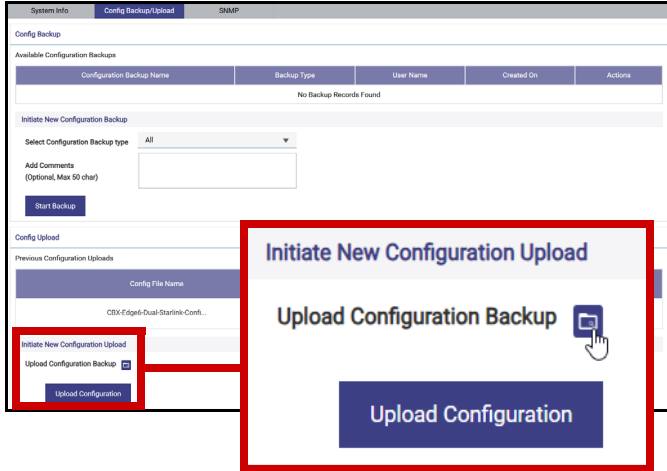 System Info Config Backup/Upload SNMP
Config Backup
Available Configuration Backups
Configuration Backup Name Backup Type User Name Created On Actions
No Backup Records Found
Initiate New Configuration Backup
Select Configuration Backup type All
Add Comments
(Optional, Max 50 char)
Start Backup
Config Upload
Previous Configuration Uploads
Config File Name
CBX-Edge6-Dual-Starlink-Confi...
Initiate New Configuration Upload
Upload Configuration Backup
Upload Configuration
Initiate New Configuration Upload
Upload Configuration Backup
Upload Configuration